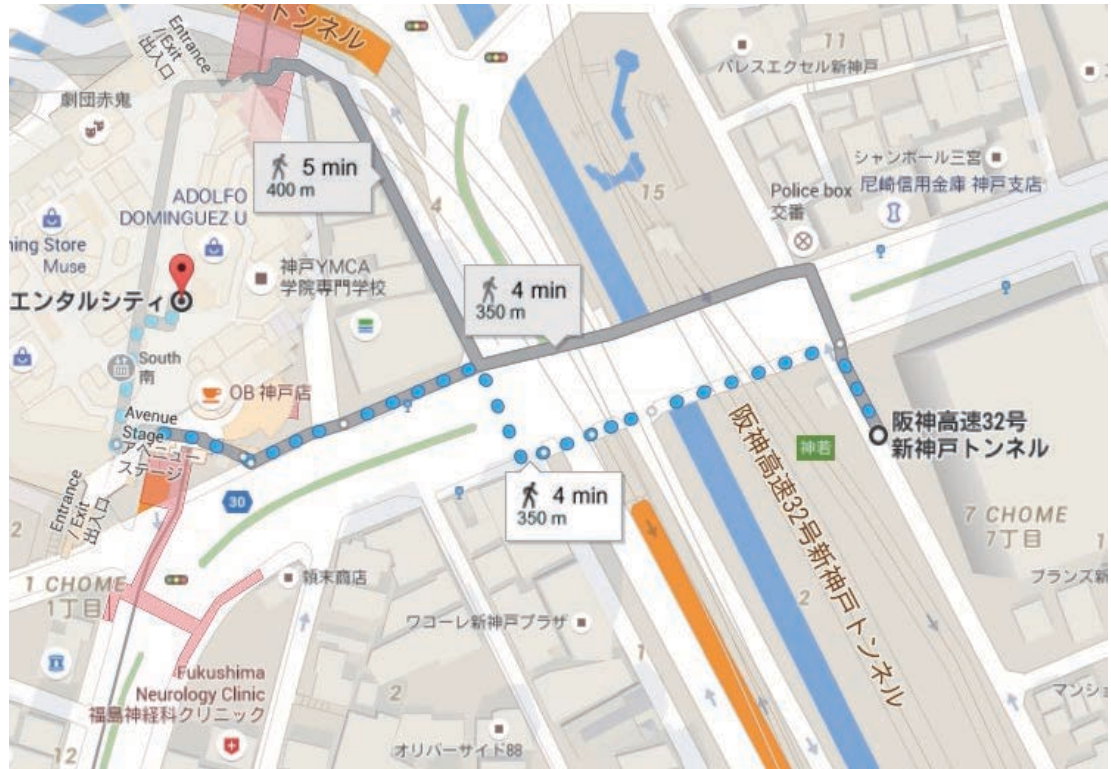 戸トンネル
Entrance
/Exit
出入口
劇団赤鬼
11
パレスエクセル新神戸
5 min
400 m
ADOLFO
DOMINGUEZ U
4
15
シャンボール三宮
尼崎信用金庫 神戸支店
Police box
交番
ning Store
Muse
神戸YMCA
学院専門学校
エンタルシティ
4 min
350 m
South
南
OB 神戸店
Avenue
Stage
アベニュー
ステージ
阪神高速32号
新神戸トンネル
神若
阪神高速32号新神戸トンネル
4 min
350 m
30
Entrance
/Exit
出入口
2
7 CHOME
7丁目
1
1 CHOME
1丁目
頼末商店
ブランズ新
2
ワコーレ新神戸プラザ
1
Fukushima
Neurology Clinic
福島神経科クリニック
2
マンショ
12
オリバーサイド88